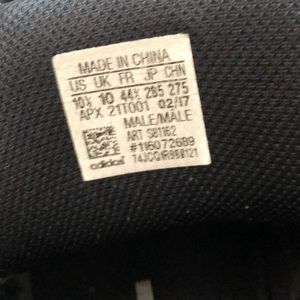 MADE IN CHINA
US UK FR JP CHN
10½ 10 44⅔ 285 275
APX 21T001 02/17
MALE/MALE
ART S81162
#116072689
adidas